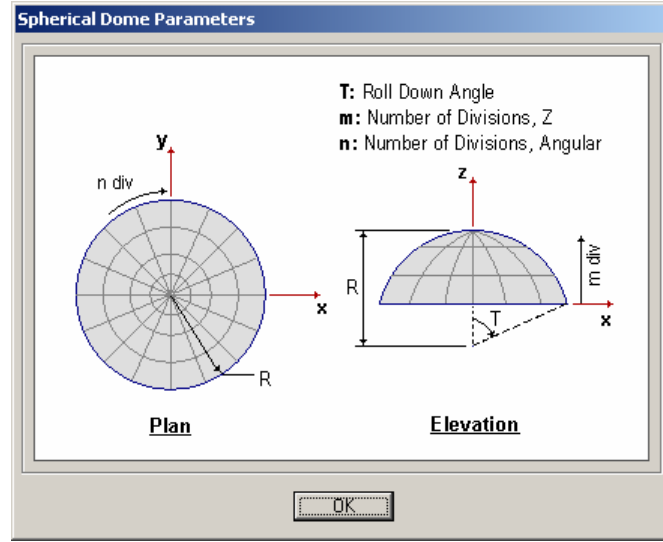 Spherical Dome Parameters
T: Roll Down Angle
m: Number of Divisions, Z
n: Number of Divisions, Angular
y
n div
x
R
Plan
z
R
T
m div
x
Elevation
OK